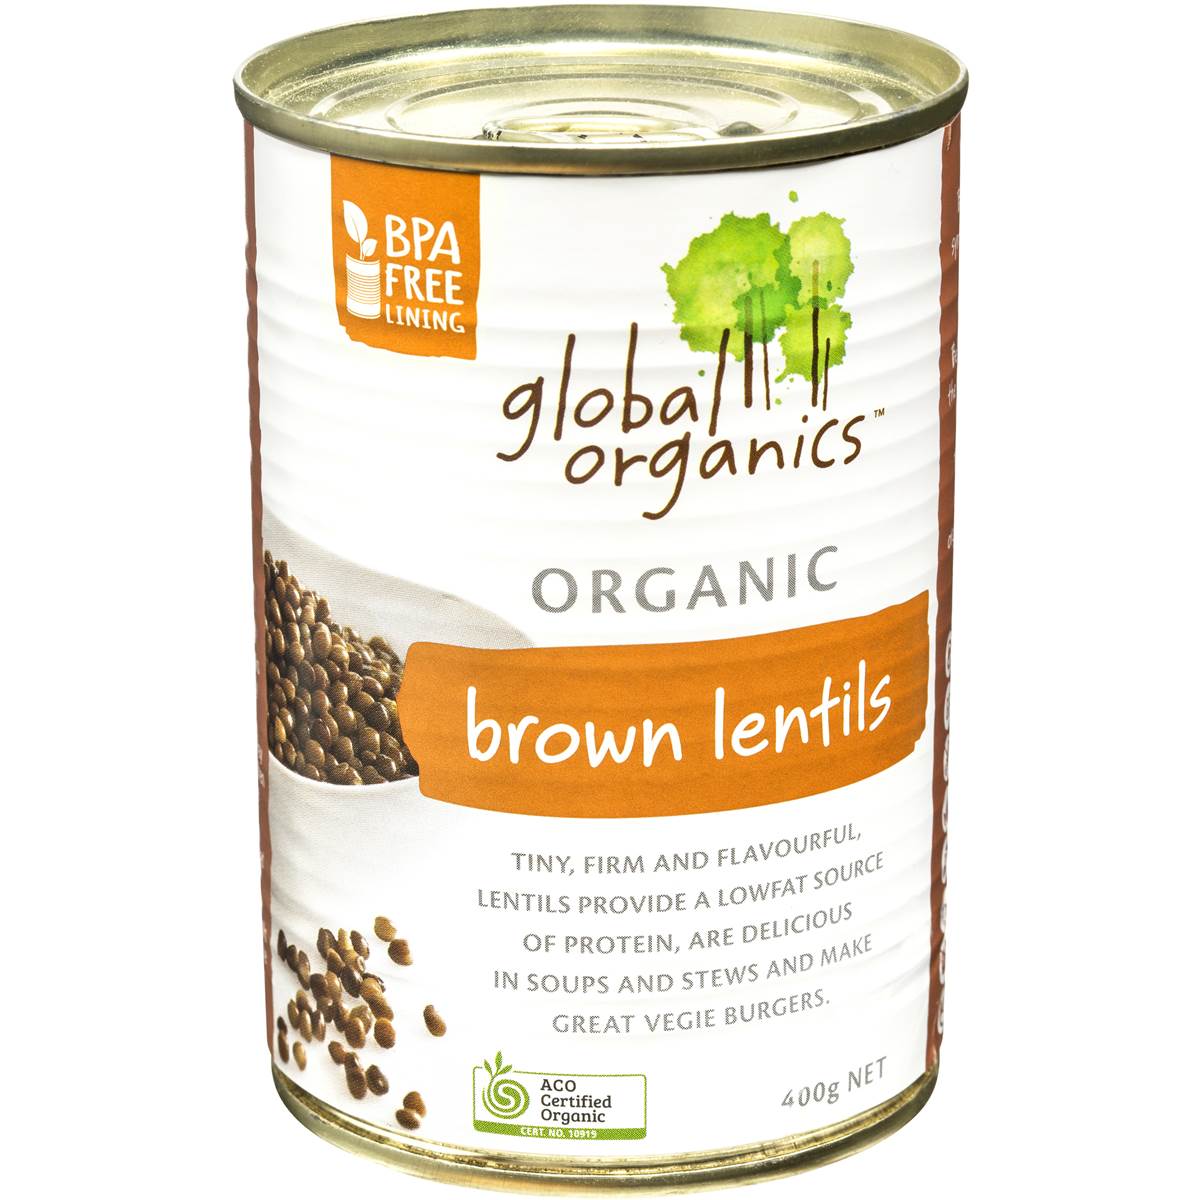 BPA
FREE
LINING
global
organics™
ORGANIC
brown lentils
TINY, FIRM AND FLAVOURFUL,
LENTILS PROVIDE A LOWFAT SOURCE
OF PROTEIN, ARE DELICIOUS
IN SOUPS AND STEWS AND MAKE
GREAT VEGIE BURGERS.
ACO
Certified
Organic
CERT. NO. 10919
400g NET